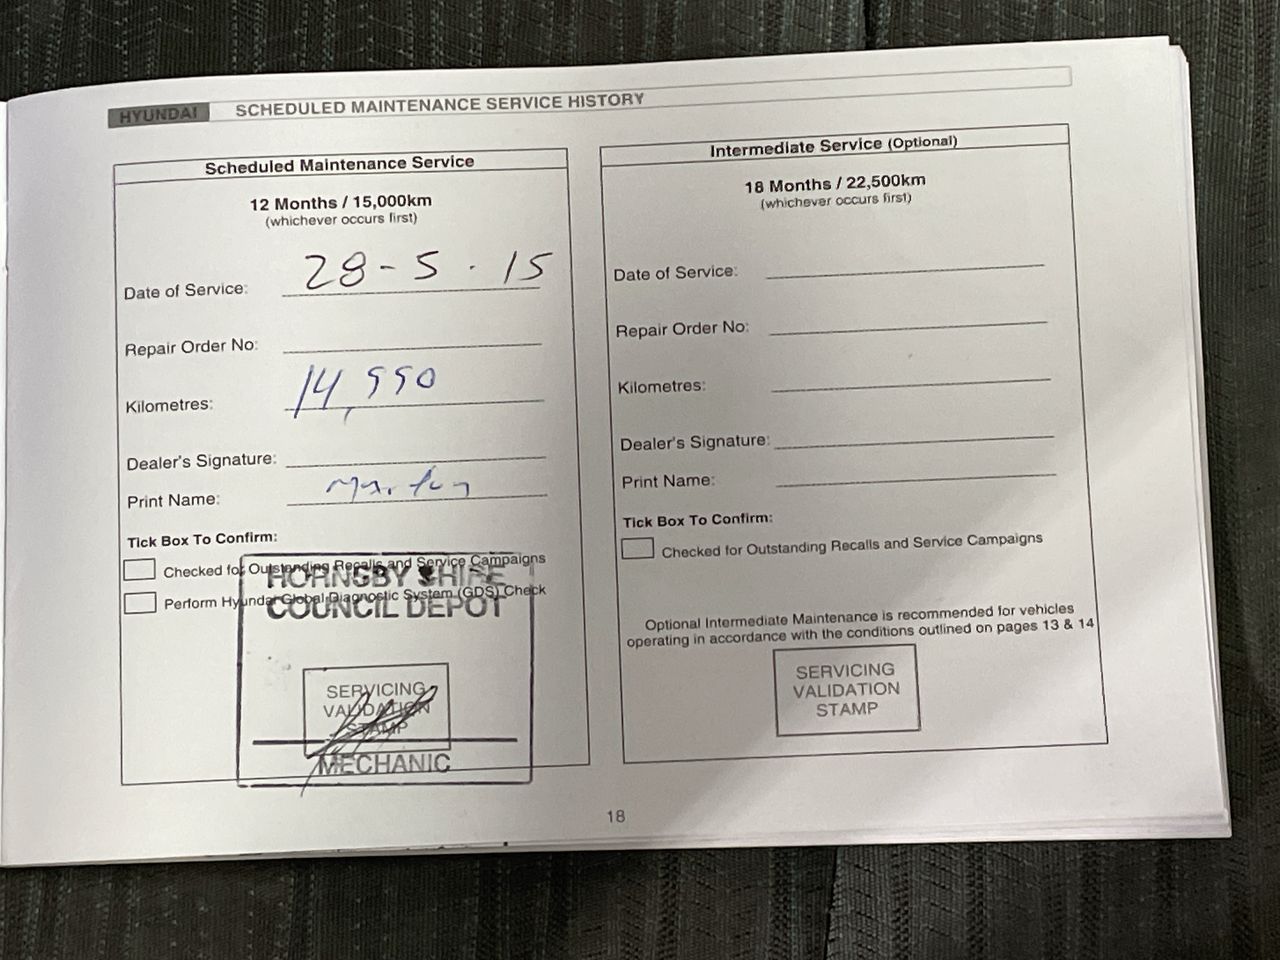 HYUNDAI SCHEDULED MAINTENANCE SERVICE HISTORY
Scheduled Maintenance Service
12 Months / 15,000km
(whichever occurs first)
Date of Service: 28-5.15
Repair Order No:
Kilometres: 14,990
Dealer's Signature:
Print Name:
Tick Box To Confirm:
Checked for Outstanding Recalls and Service Campaigns
Perform Hyundai Global Diagnostic System (GDS) Check
HORNGBY SHIRE
COUNCIL DEPOT
SERVICING
VALIDATION
STAMP
MECHANIC
Intermediate Service (Optional)
18 Months / 22,500km
(whichever occurs first)
Date of Service:
Repair Order No:
Kilometres:
Dealer's Signature:
Print Name:
Tick Box To Confirm:
Checked for Outstanding Recalls and Service Campaigns
Optional Intermediate Maintenance is recommended for vehicles
operating in accordance with the conditions outlined on pages 13 & 14
SERVICING
VALIDATION
STAMP
18